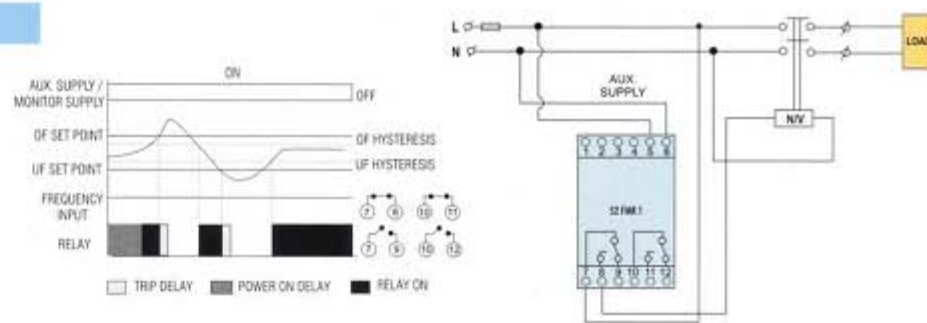 ON
AUX. SUPPLY /
MONITOR SUPPLY
OFF
OF SET POINT
OF HYSTERESIS
UF SET POINT
UF HYSTERESIS
FREQUENCY
INPUT
7 8 10 11
RELAY
7 9 10 12
TRIP DELAY POWER ON DELAY RELAY ON
L
N
LOAD
AUX.
SUPPLY
N/V
1 2 3 4 5 6
7 8 9 10 11 12